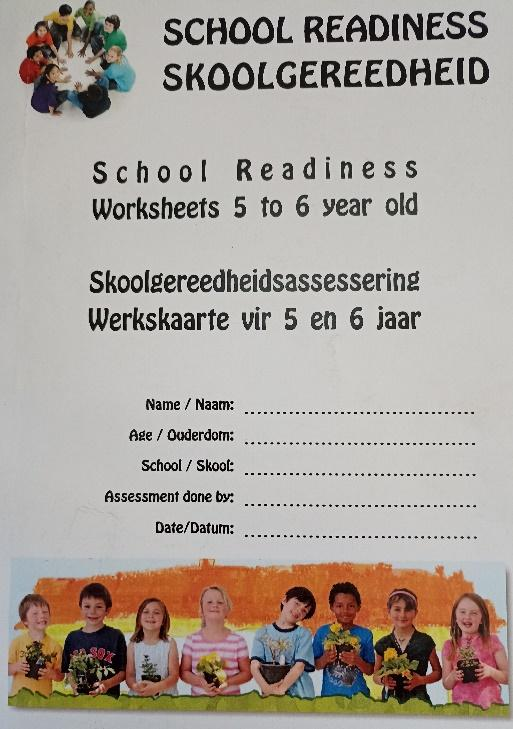 SCHOOL READINESS
SKOOLGEREEDHEID
School Readiness
Worksheets 5 to 6 year old
Skoolgereedheidsassessering
Werkskaarte vir 5 en 6 jaar
Name / Naam:
Age / Ouderdom:
School / Skool:
Assessment done by:
Date/Datum:
SOX